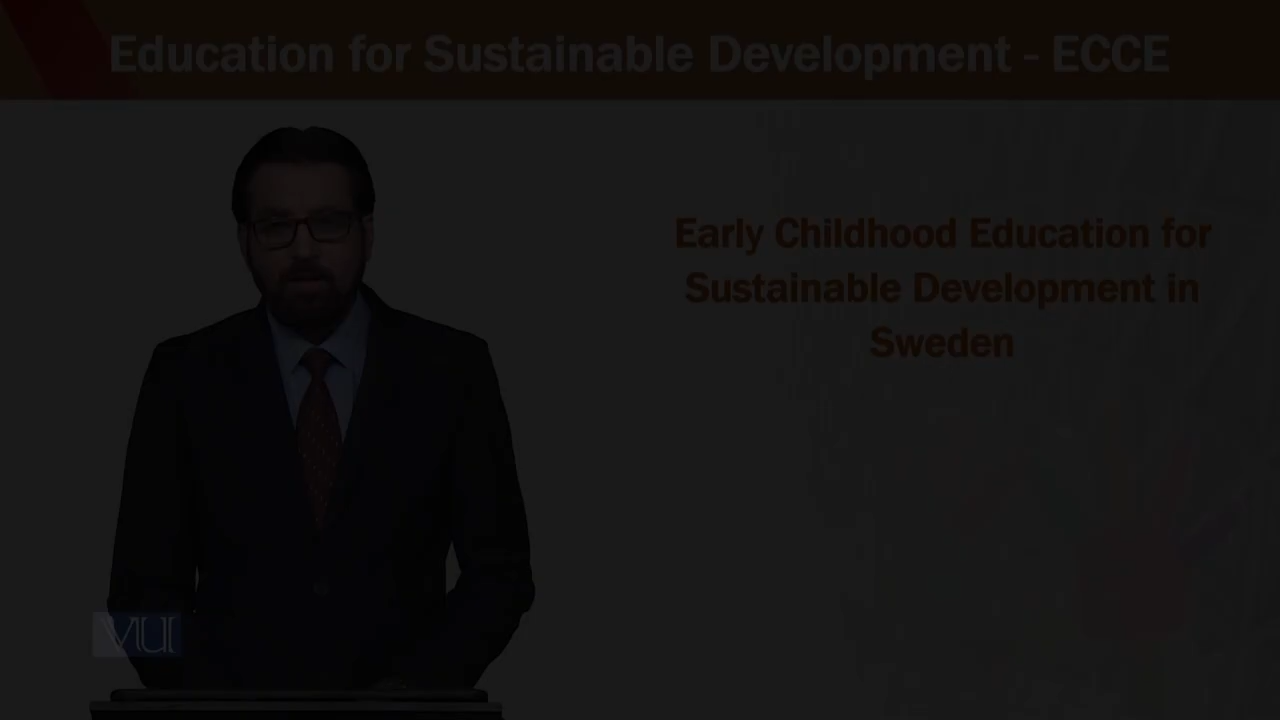 Education for Sustainable Development - ECCE
Early Childhood Education for
Sustainable Development in
Sweden
VU